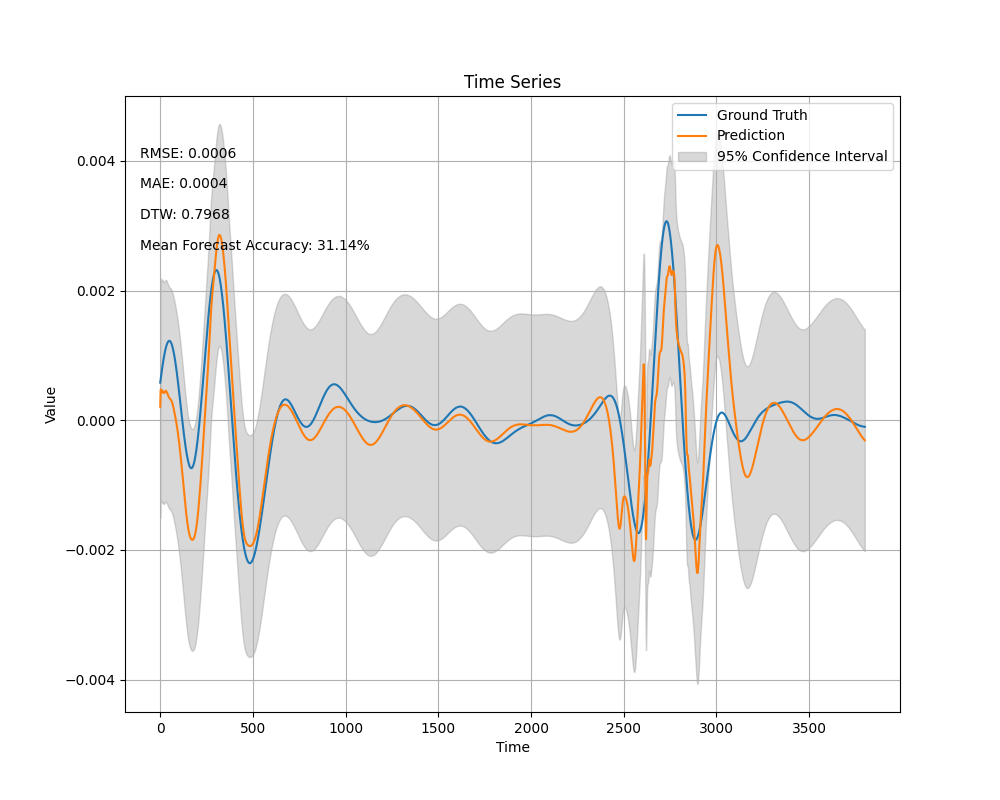 Time Series
Ground Truth
Prediction
95% Confidence Interval
RMSE: 0.0006
MAE: 0.0004
DTW: 0.7968
Mean Forecast Accuracy: 31.14%
0.004
0.002
0.000
−0.002
−0.004
Value
0 500 1000 1500 2000 2500 3000 3500
Time